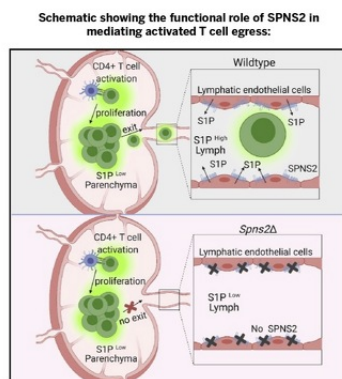 Schematic showing the functional role of SPNS2 in
mediating activated T cell egress:
CD4+ T cell
activation
proliferation
exit
S1P Low
Parenchyma
Wildtype
Lymphatic endothelial cells
S1P
S1P
S1P High
Lymph
S1P
S1P
SPNS2
CD4+ T cell
activation
proliferation
no exit
S1P Low
Parenchyma
Spns2Δ
Lymphatic endothelial cells
S1P Low
Lymph
No SPNS2